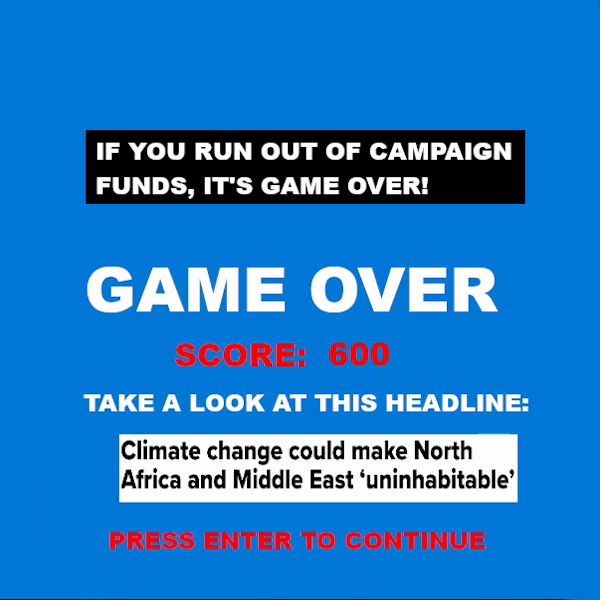 IF YOU RUN OUT OF CAMPAIGN
FUNDS, IT'S GAME OVER!
GAME OVER
SCORE: 600
TAKE A LOOK AT THIS HEADLINE:
Climate change could make North
Africa and Middle East ‘uninhabitable’
PRESS ENTER TO CONTINUE